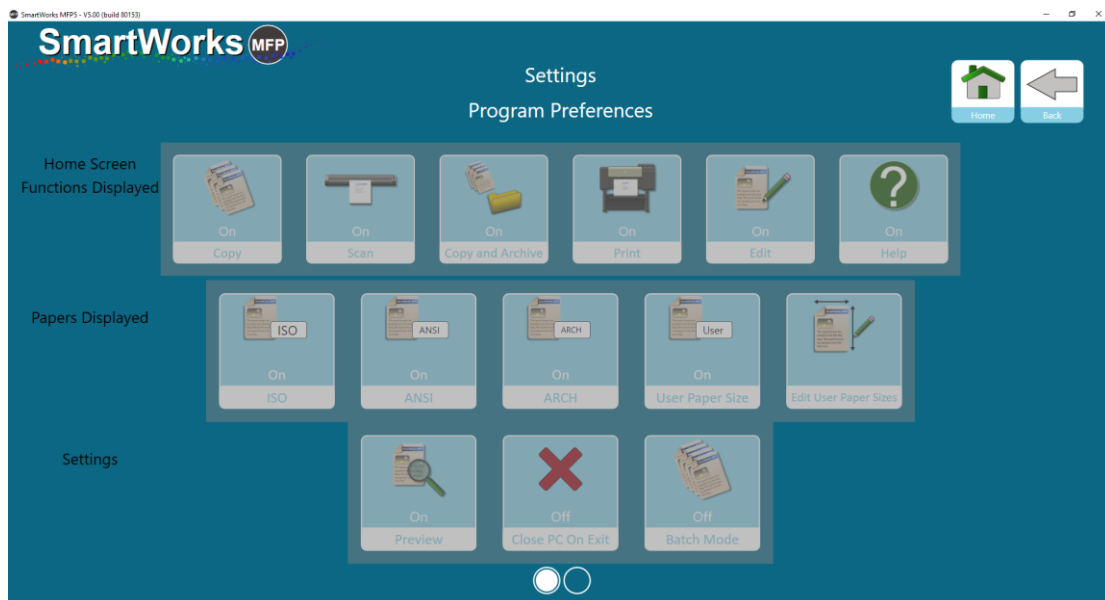 SmartWorks MFP5 - V5.00 (build 80153)
SmartWorks MFP
Settings
Program Preferences
Home
Back
Home Screen
Functions Displayed
On
Copy
On
Scan
On
Copy and Archive
On
Print
On
Edit
?
On
Help
Papers Displayed
ISO
On
ISO
ANSI
On
ANSI
ARCH
On
ARCH
User
On
User Paper Size
Edit User Paper Sizes
Settings
On
Preview
Off
Close PC On Exit
Off
Batch Mode